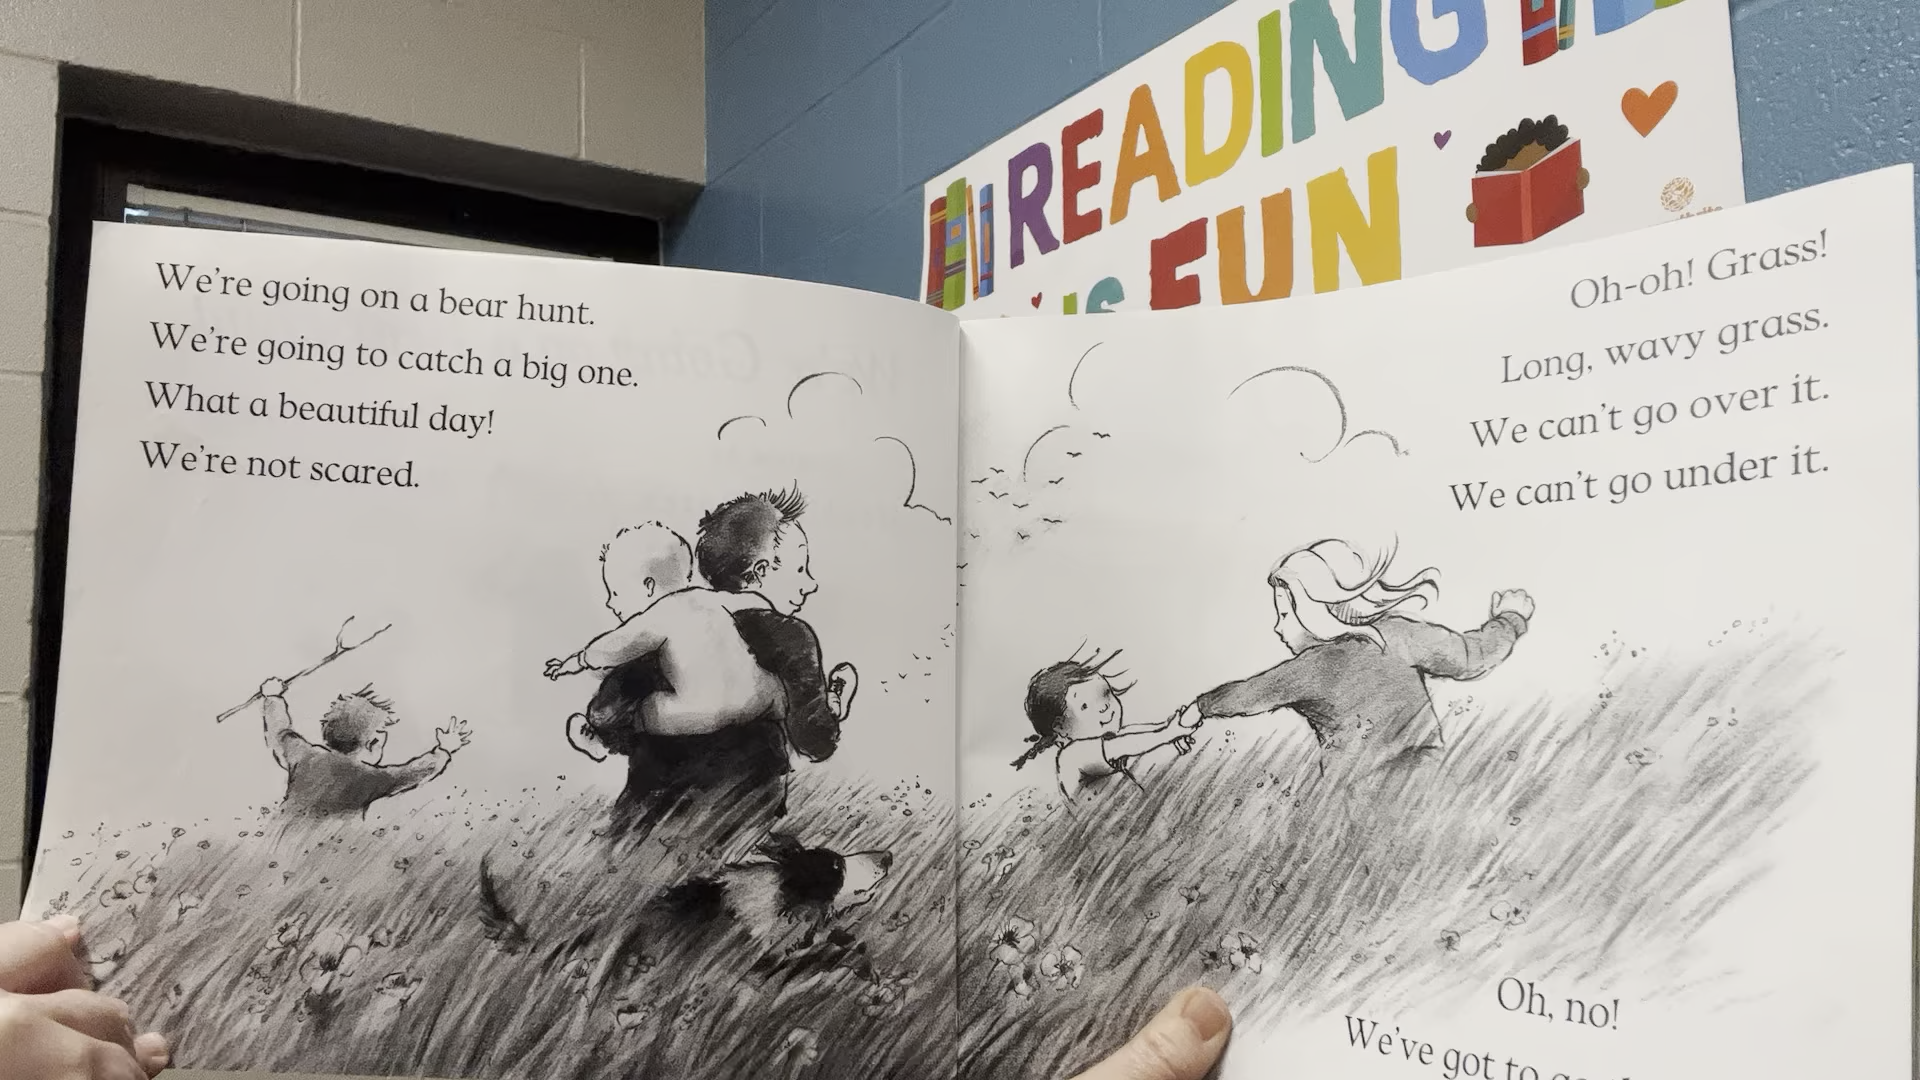 READING
IS FUN
We're going on a bear hunt.
We're going to catch a big one.
What a beautiful day!
We're not scared.
Oh-oh! Grass!
Long, wavy grass.
We can't go over it.
We can't go under it.
Oh, no!
We've got to